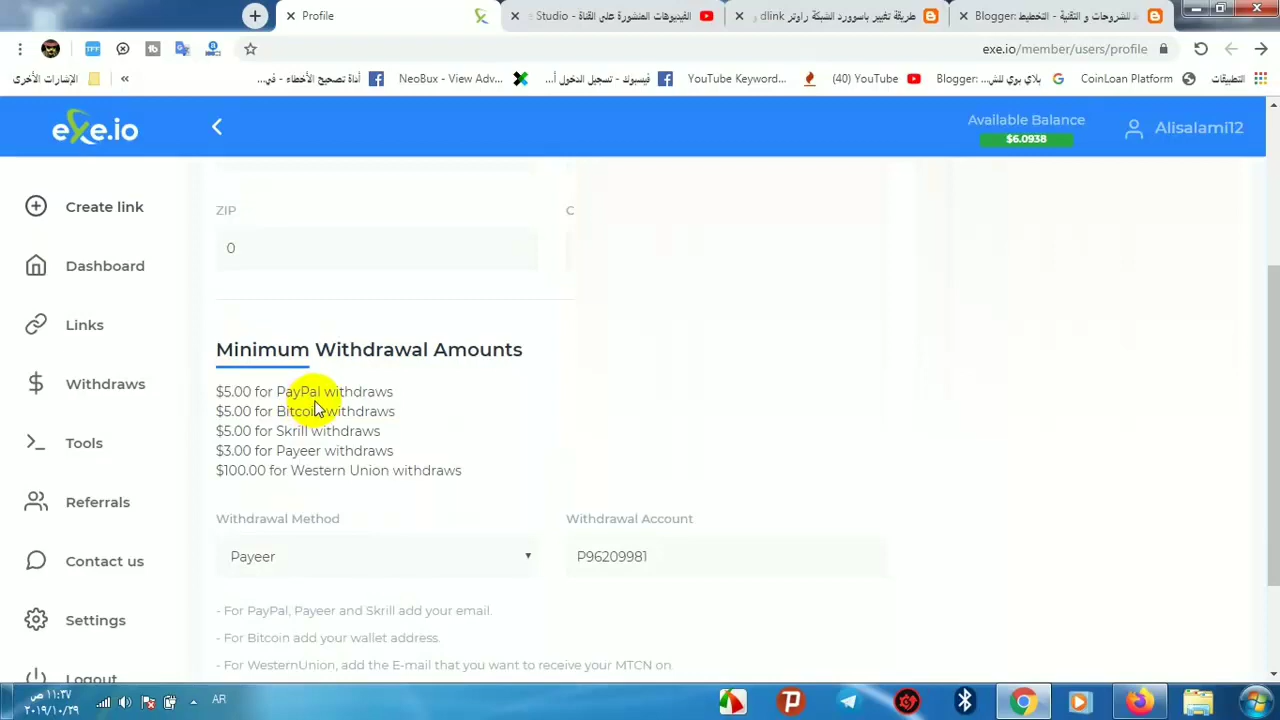 Profile
الفيديوهات المنشورة على القناة - Studio
طريقة تغيير باسوورد الشبكة راوتر dlink و
للشروحات و التقنية - التخطيط :Blogger
exe.io/member/users/profile
الإشارات الأخرى
»
أداة تصحيح الأخطاء - في...
NeoBux - View Adv...
فيسبوك - تسجيل الدخول أ...
YouTube Keyword...
(40) YouTube
Blogger: بلاي بوي للش...
CoinLoan Platform
التطبيقات
exe.io
Available Balance
$6.0938
Alisalami12
Create link
Dashboard
Links
Withdraws
Tools
Referrals
Contact us
Settings
Logout
ZIP
C
0
Minimum Withdrawal Amounts
$5.00 for PayPal withdraws
$5.00 for Bitcoin withdraws
$5.00 for Skrill withdraws
$3.00 for Payeer withdraws
$100.00 for Western Union withdraws
Withdrawal Method
Withdrawal Account
Payeer
P96209981
- For PayPal, Payeer and Skrill add your email.
- For Bitcoin add your wallet address.
- For WesternUnion, add the E-mail that you want to receive your MTCN on.
AR
١١:٣٧ ص
٢٠١٩/١٠/٢٩